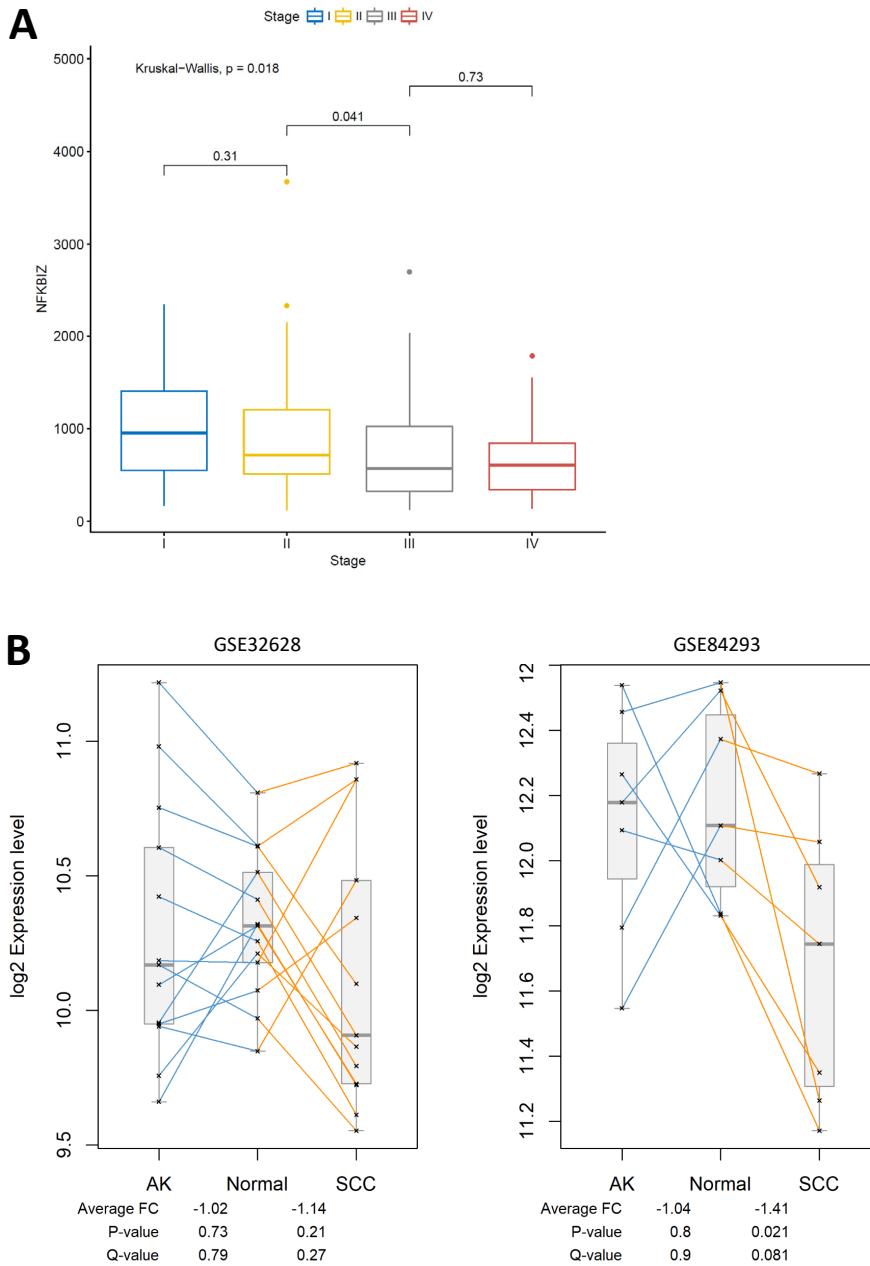 A
Stage I II III IV
Kruskal−Wallis, p = 0.018
5000
4000
3000
2000
1000
0
NFKBIZ
0.31
0.041
0.73
I II III IV
Stage
B
GSE32628
log2 Expression level
11.0
10.5
10.0
9.5
AK Normal SCC
Average FC -1.02 -1.14
P-value 0.73 0.21
Q-value 0.79 0.27
GSE84293
log2 Expression level
12
12.4
12.2
12.0
11.8
11.6
11.4
11.2
AK Normal SCC
Average FC -1.04 -1.41
P-value 0.8 0.021
Q-value 0.9 0.081